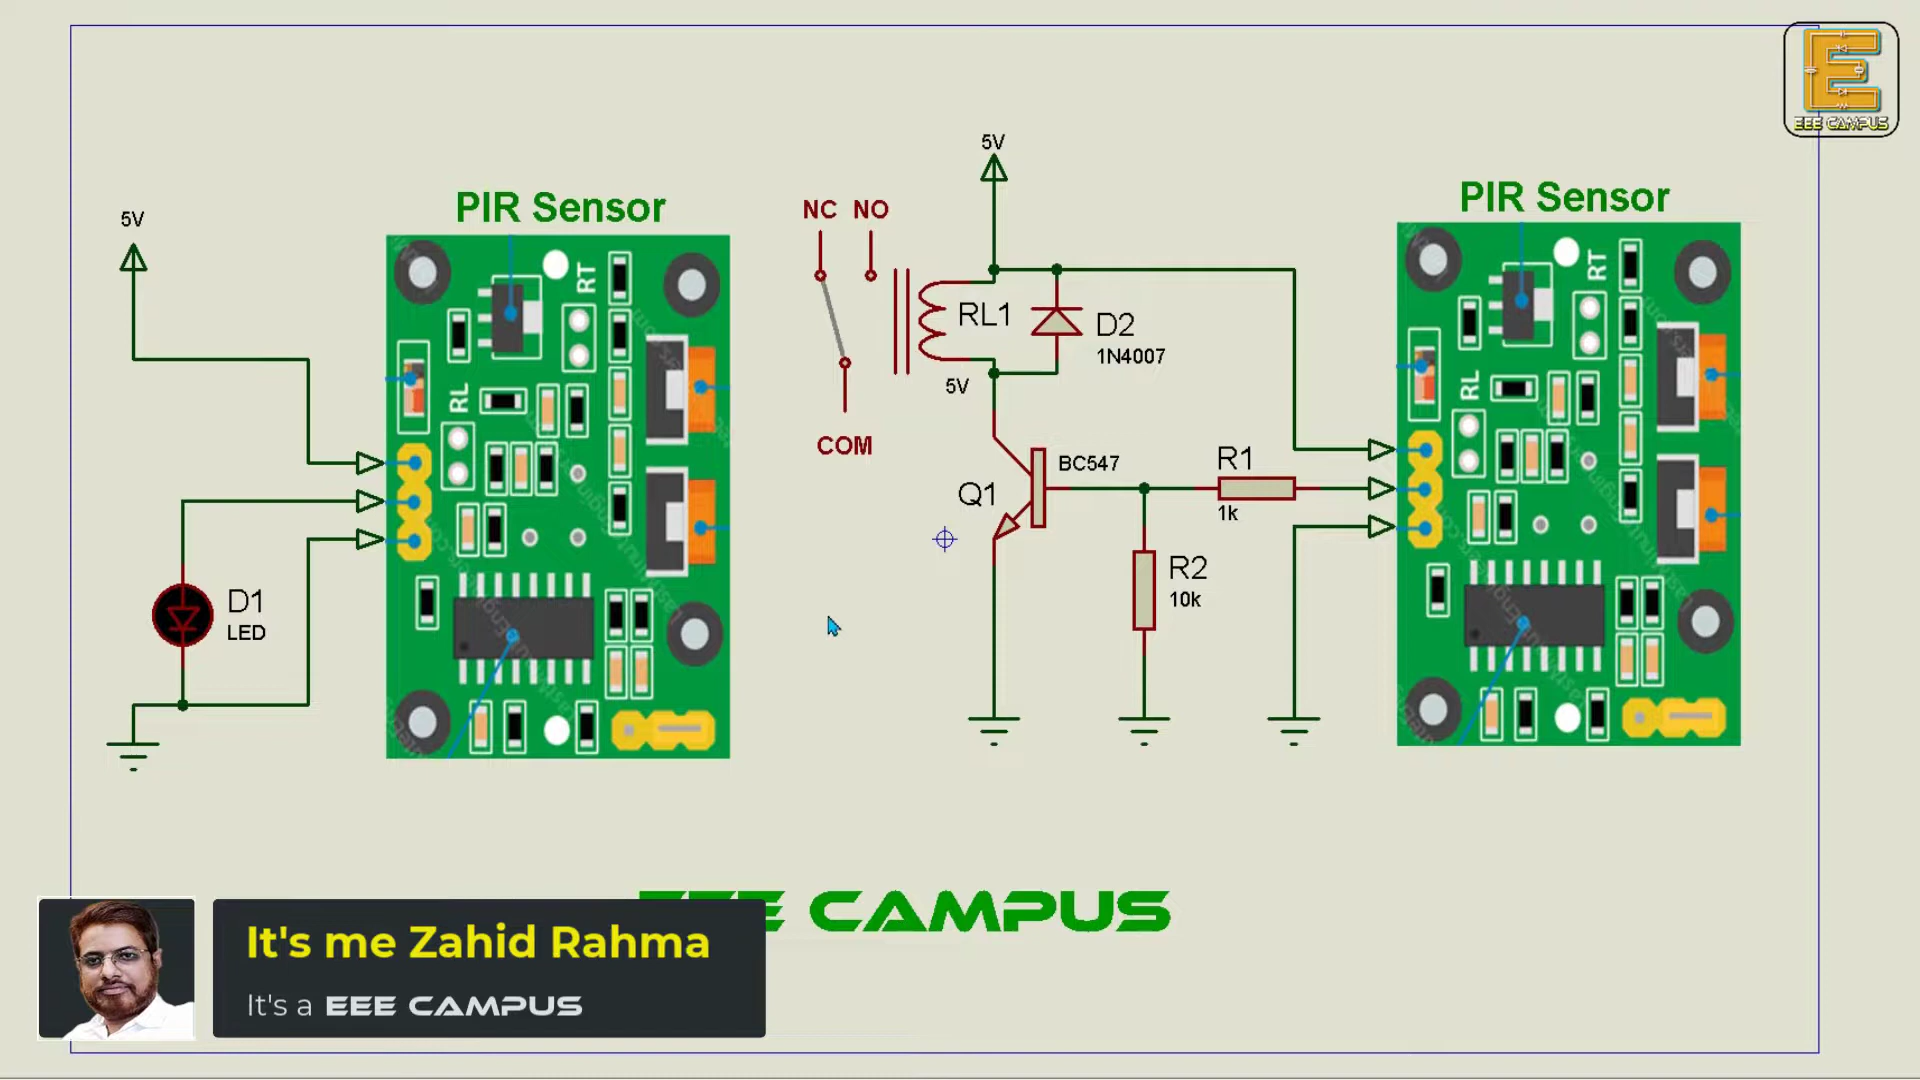 EEE CAMPUS
5V
PIR Sensor
PIR Sensor
5V
NC NO
RT
RL
RL1
D2
1N4007
5V
COM
RT
RL
BC547
Q1
R1
1k
R2
10k
D1
LED
CAMPUS
It's me Zahid Rahma
It's a EEE CAMPUS